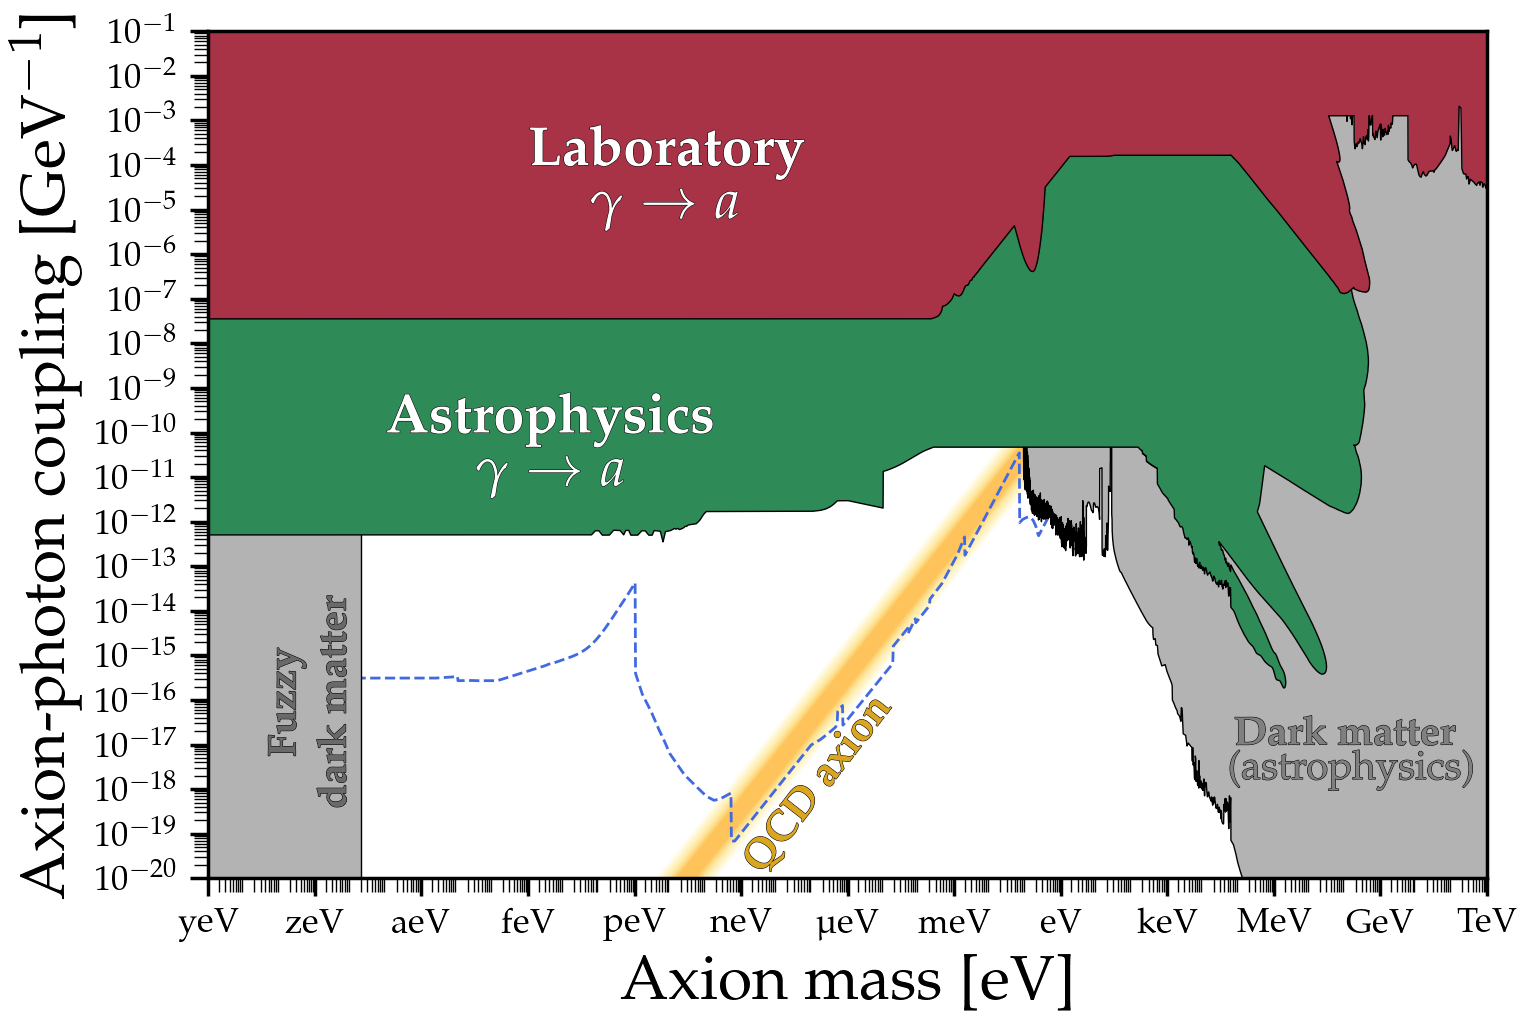 Axion-photon coupling [GeV⁻¹]
10⁻¹
10⁻²
10⁻³
10⁻⁴
10⁻⁵
10⁻⁶
10⁻⁷
10⁻⁸
10⁻⁹
10⁻¹⁰
10⁻¹¹
10⁻¹²
10⁻¹³
10⁻¹⁴
10⁻¹⁵
10⁻¹⁶
10⁻¹⁷
10⁻¹⁸
10⁻¹⁹
10⁻²⁰
Laboratory
γ → a
Astrophysics
γ → a
Fuzzy
dark matter
QCD axion
Dark matter
(astrophysics)
yeV zeV aeV feV peV neV µeV meV eV keV MeV GeV TeV
Axion mass [eV]